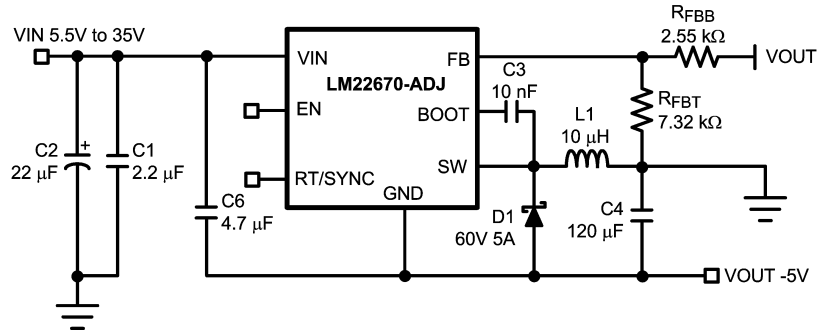 VIN 5.5V to 35V
VIN
FB
LM22670-ADJ
EN
BOOT
RT/SYNC
SW
GND
C2
+
22 μF
C1
2.2 μF
C6
4.7 μF
C3
10 nF
L1
10 μH
D1
60V 5A
C4
120 μF
RFBB
2.55 kΩ
VOUT
RFBT
7.32 kΩ
VOUT -5V